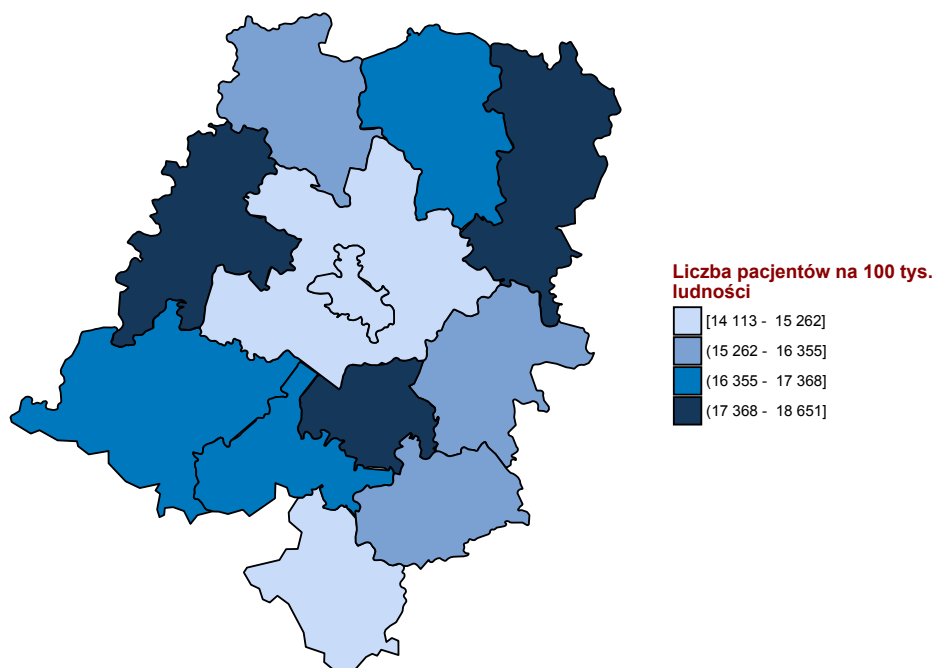 Liczba pacjentów na 100 tys.
ludności
[14 113 - 15 262]
(15 262 - 16 355]
(16 355 - 17 368]
(17 368 - 18 651]